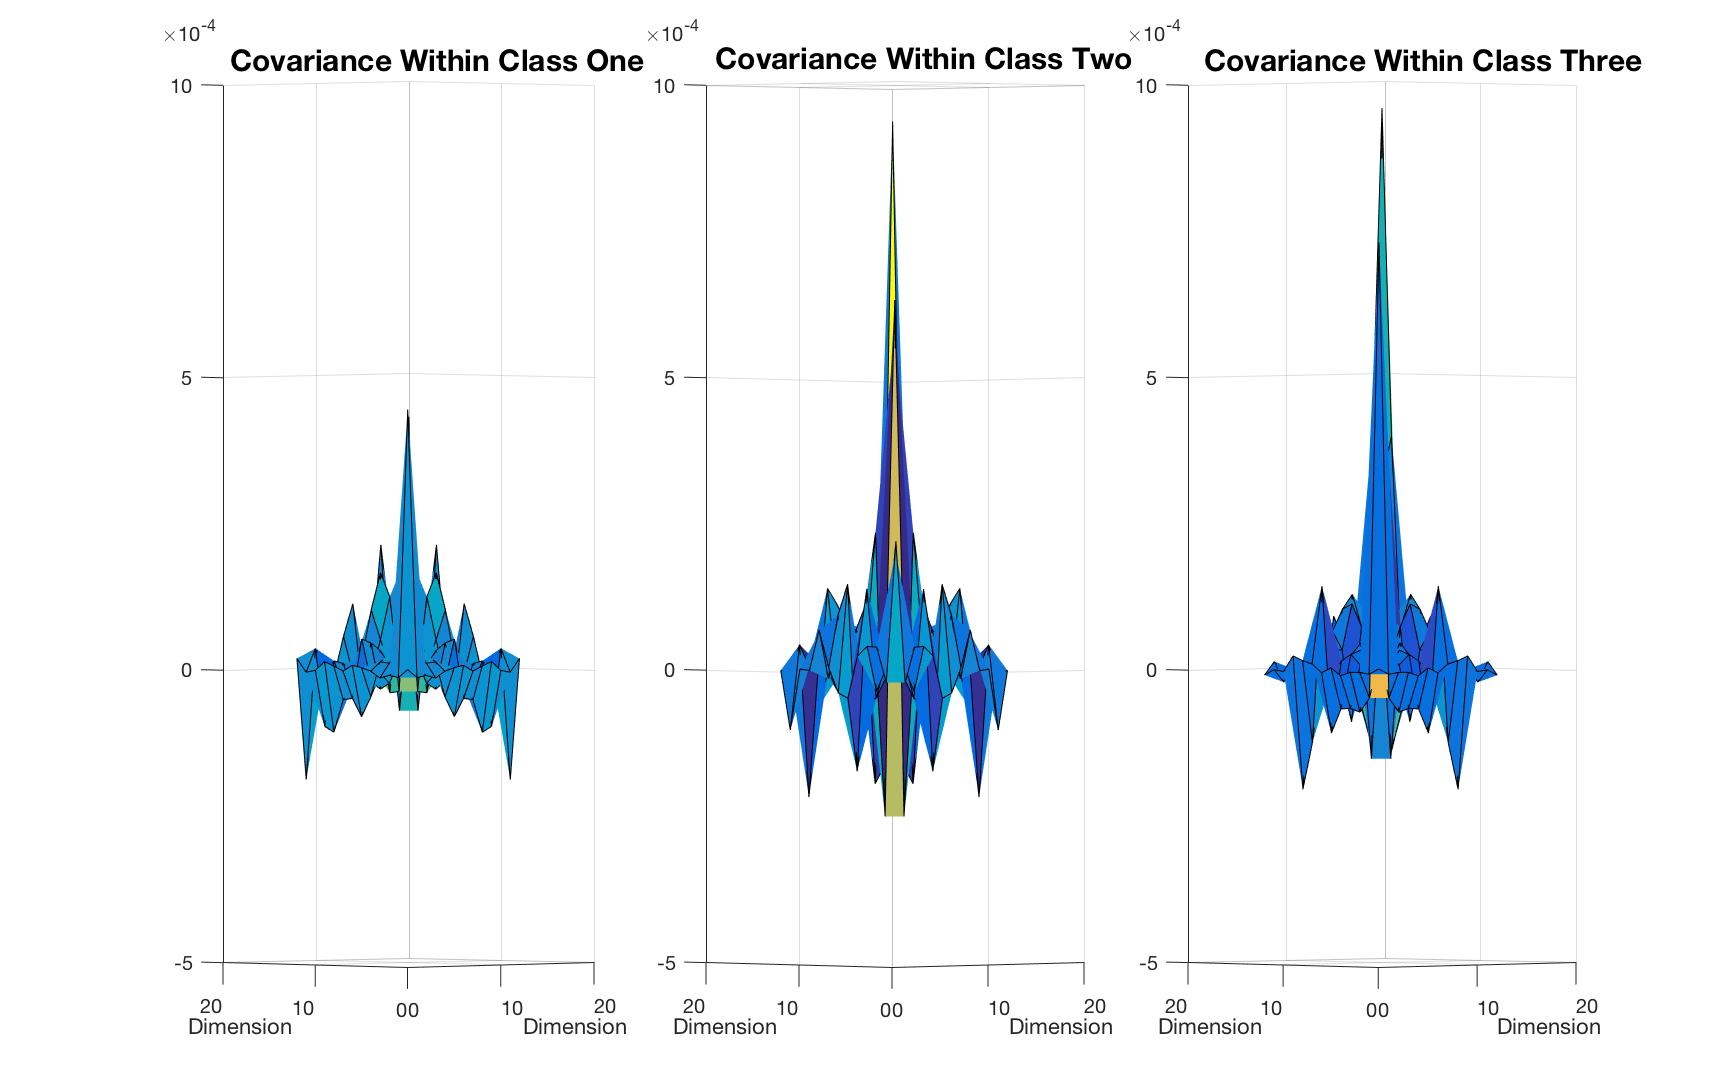 ×10-4 ×10-4 ×10-4
Covariance Within Class One Covariance Within Class Two Covariance Within Class Three
10 10 10
5 5 5
0 0 0
-5 -5 -5
20 10 00 10 20 20 10 00 10 20 20 10 00 10 20
Dimension Dimension Dimension Dimension Dimension Dimension